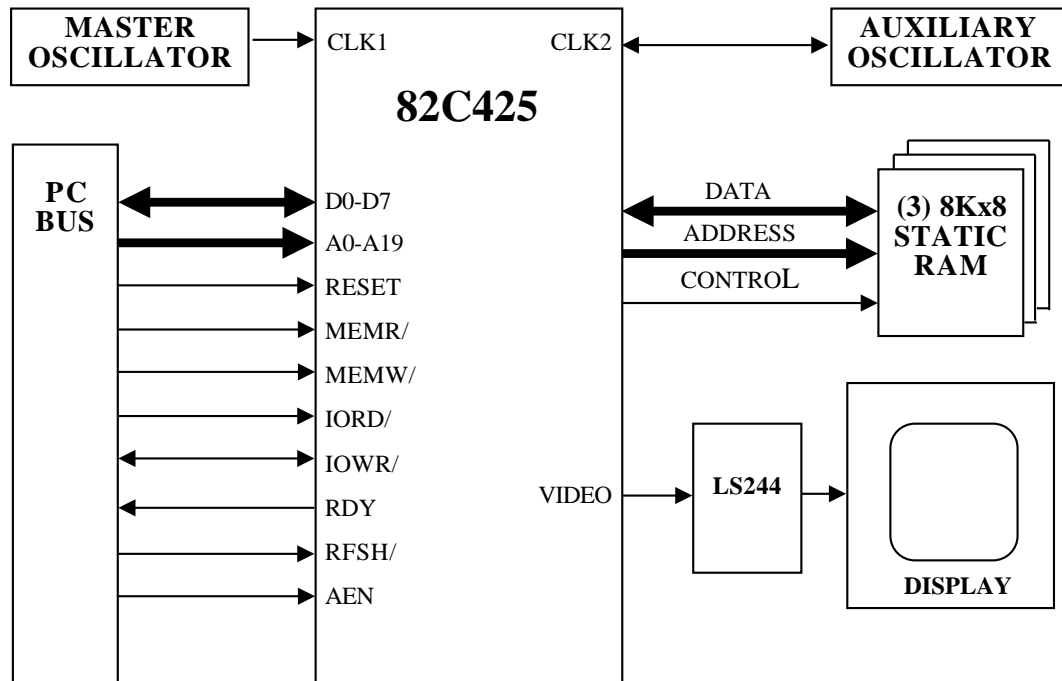 MASTER
OSCILLATOR
CLK1
CLK2
AUXILIARY
OSCILLATOR
82C425
PC
BUS
D0-D7
A0-A19
RESET
MEMR/
MEMW/
IORD/
IOWR/
RDY
RFSH/
AEN
DATA
ADDRESS
CONTROL
(3) 8Kx8
STATIC
RAM
VIDEO
LS244
DISPLAY